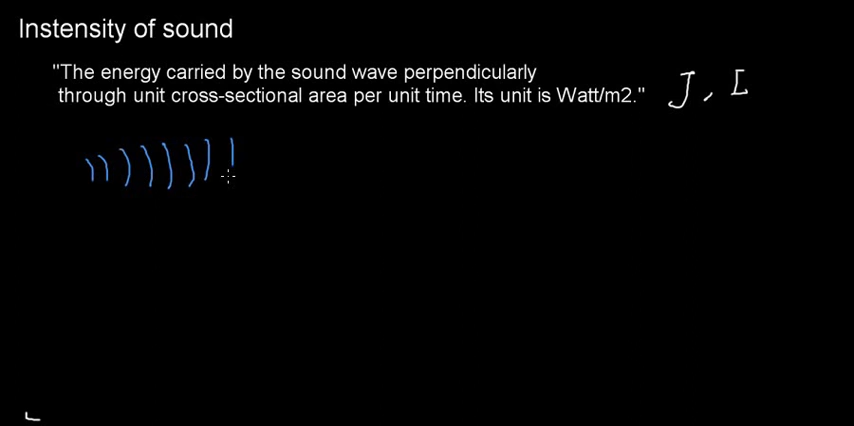 Instensity of sound
"The energy carried by the sound wave perpendicularly
through unit cross-sectional area per unit time. Its unit is Watt/m2." J,